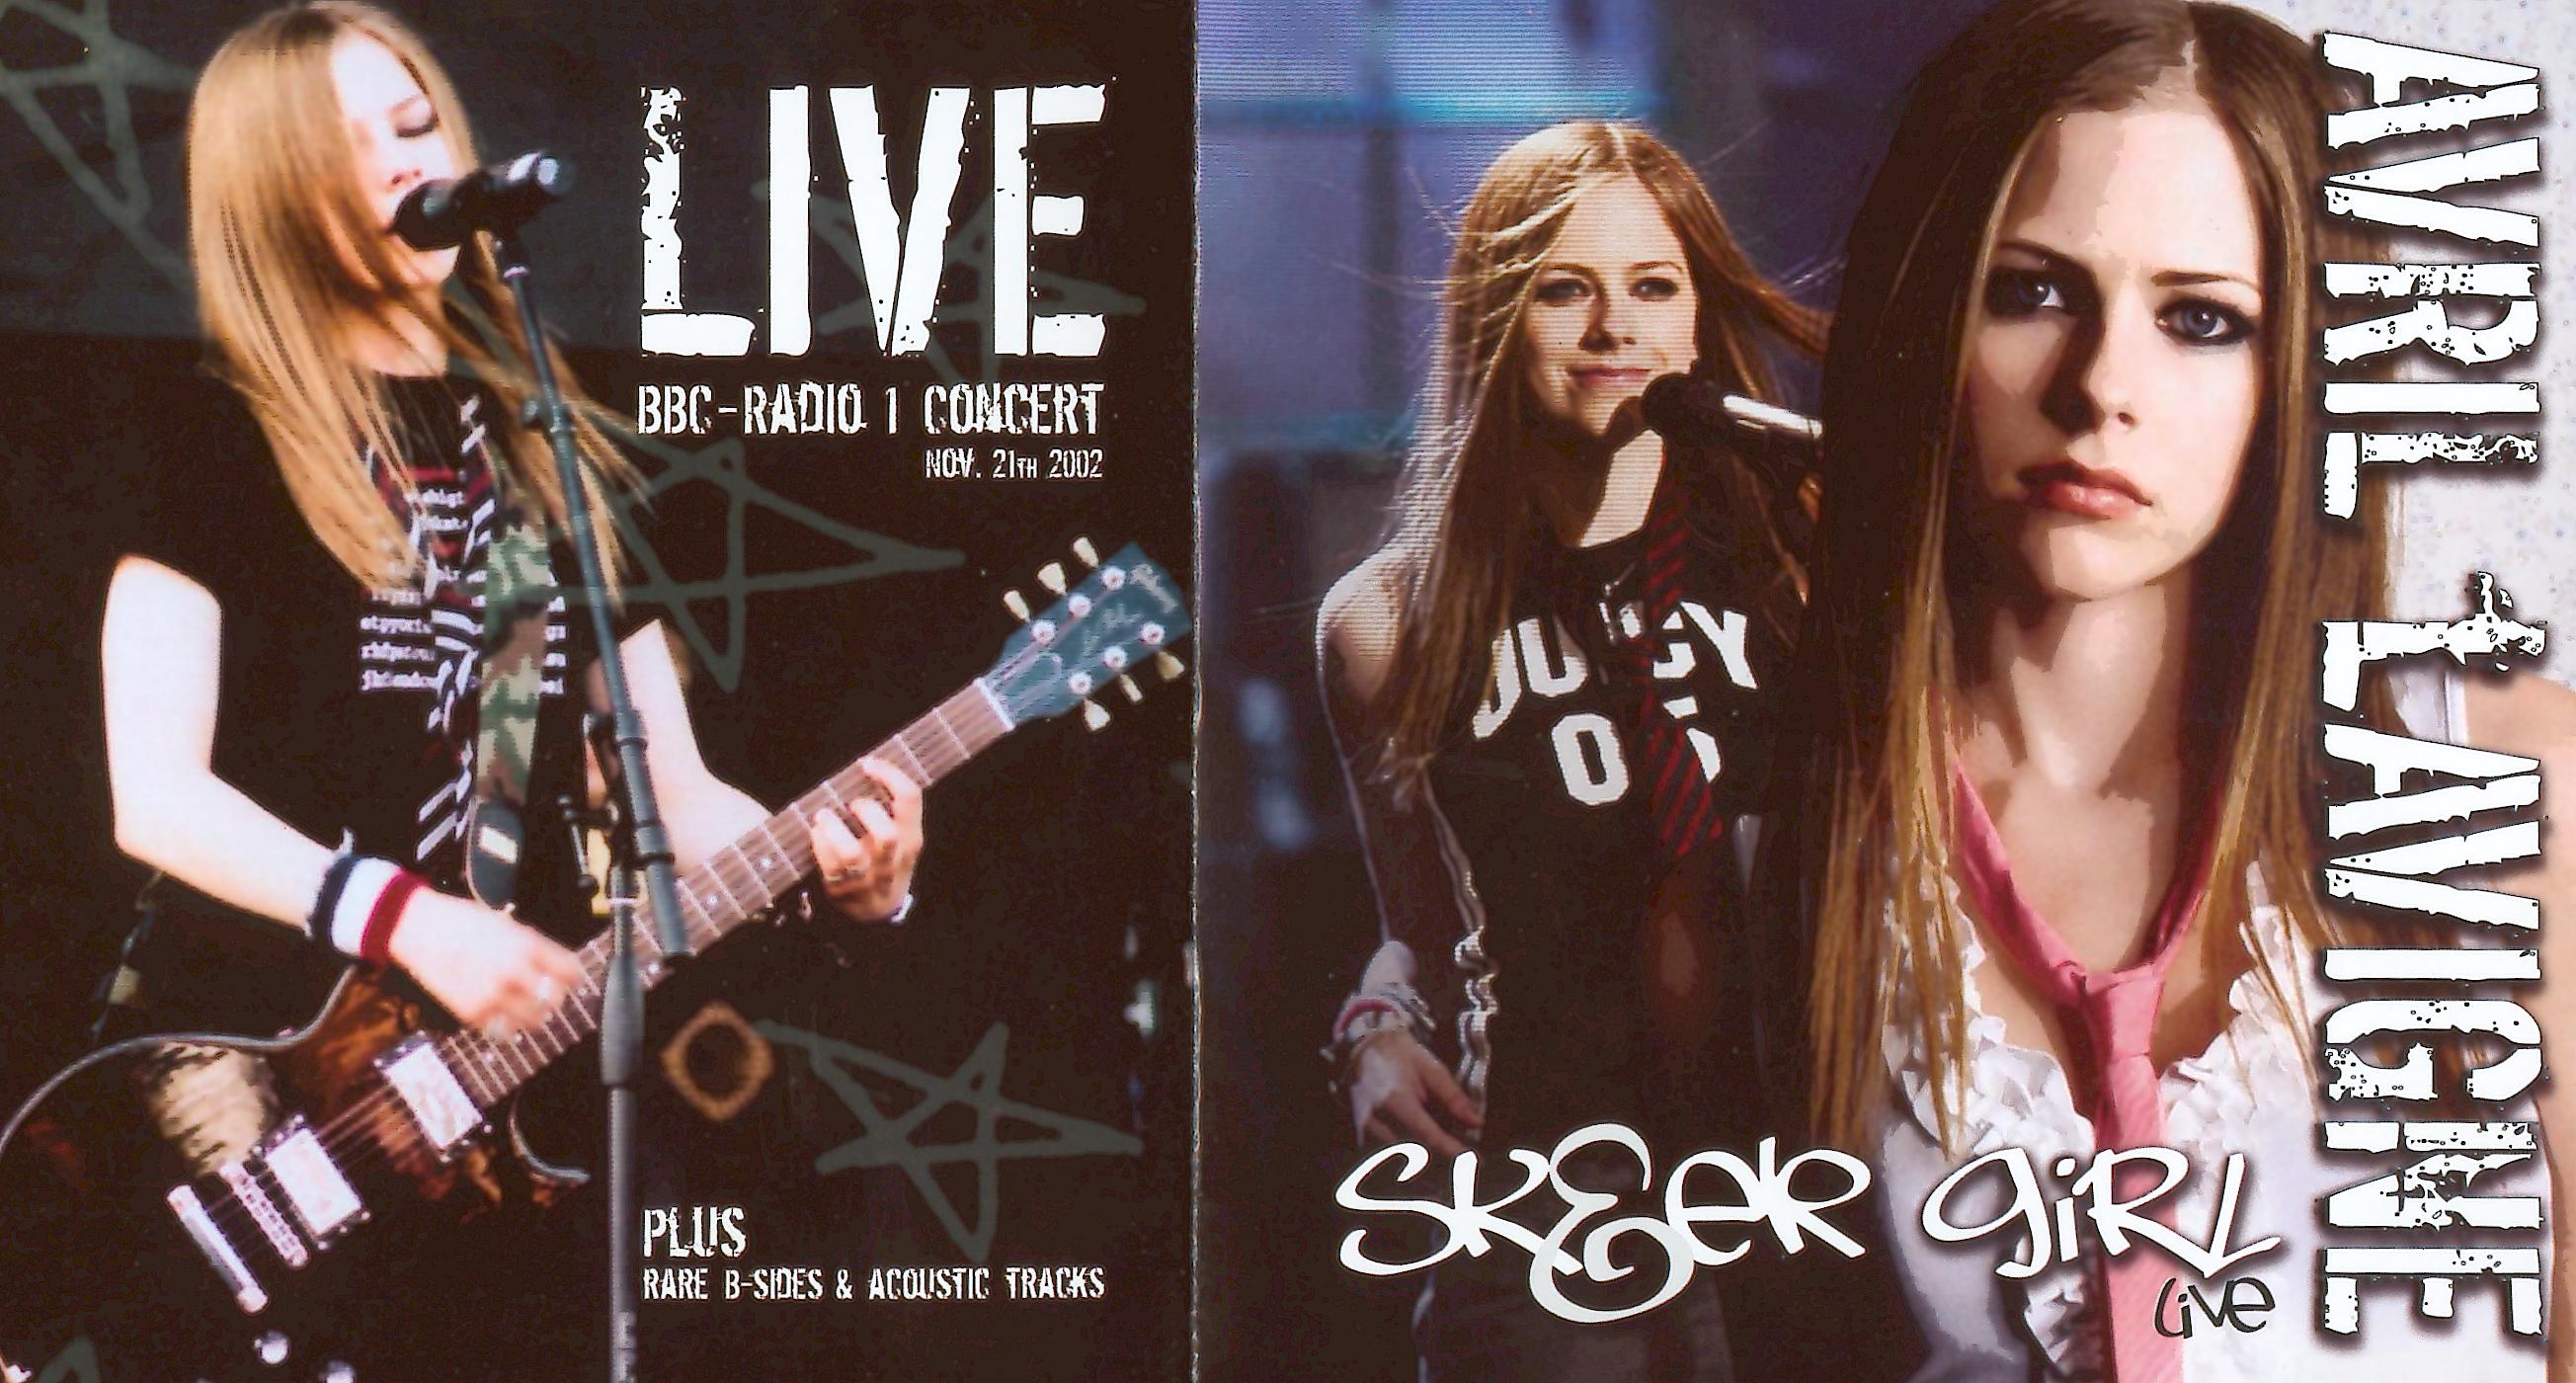 LIVE
BBC-RADIO 1 CONCERT
NOV. 21TH 2002
PLUS
RARE B-SIDES & ACOUSTIC TRACKS
AVRIL LAVIGNE
SK8ER GIRL
LIVE